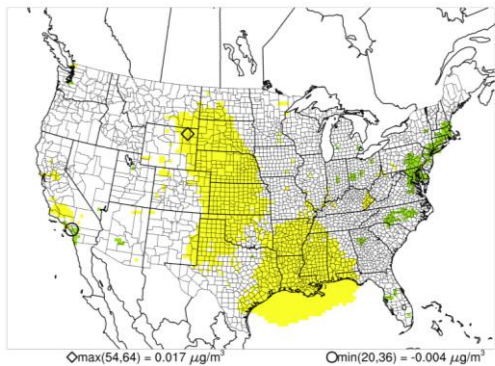 ◇max(54,64) = 0.017 μg/m³ ○min(20,36) = -0.004 μg/m³